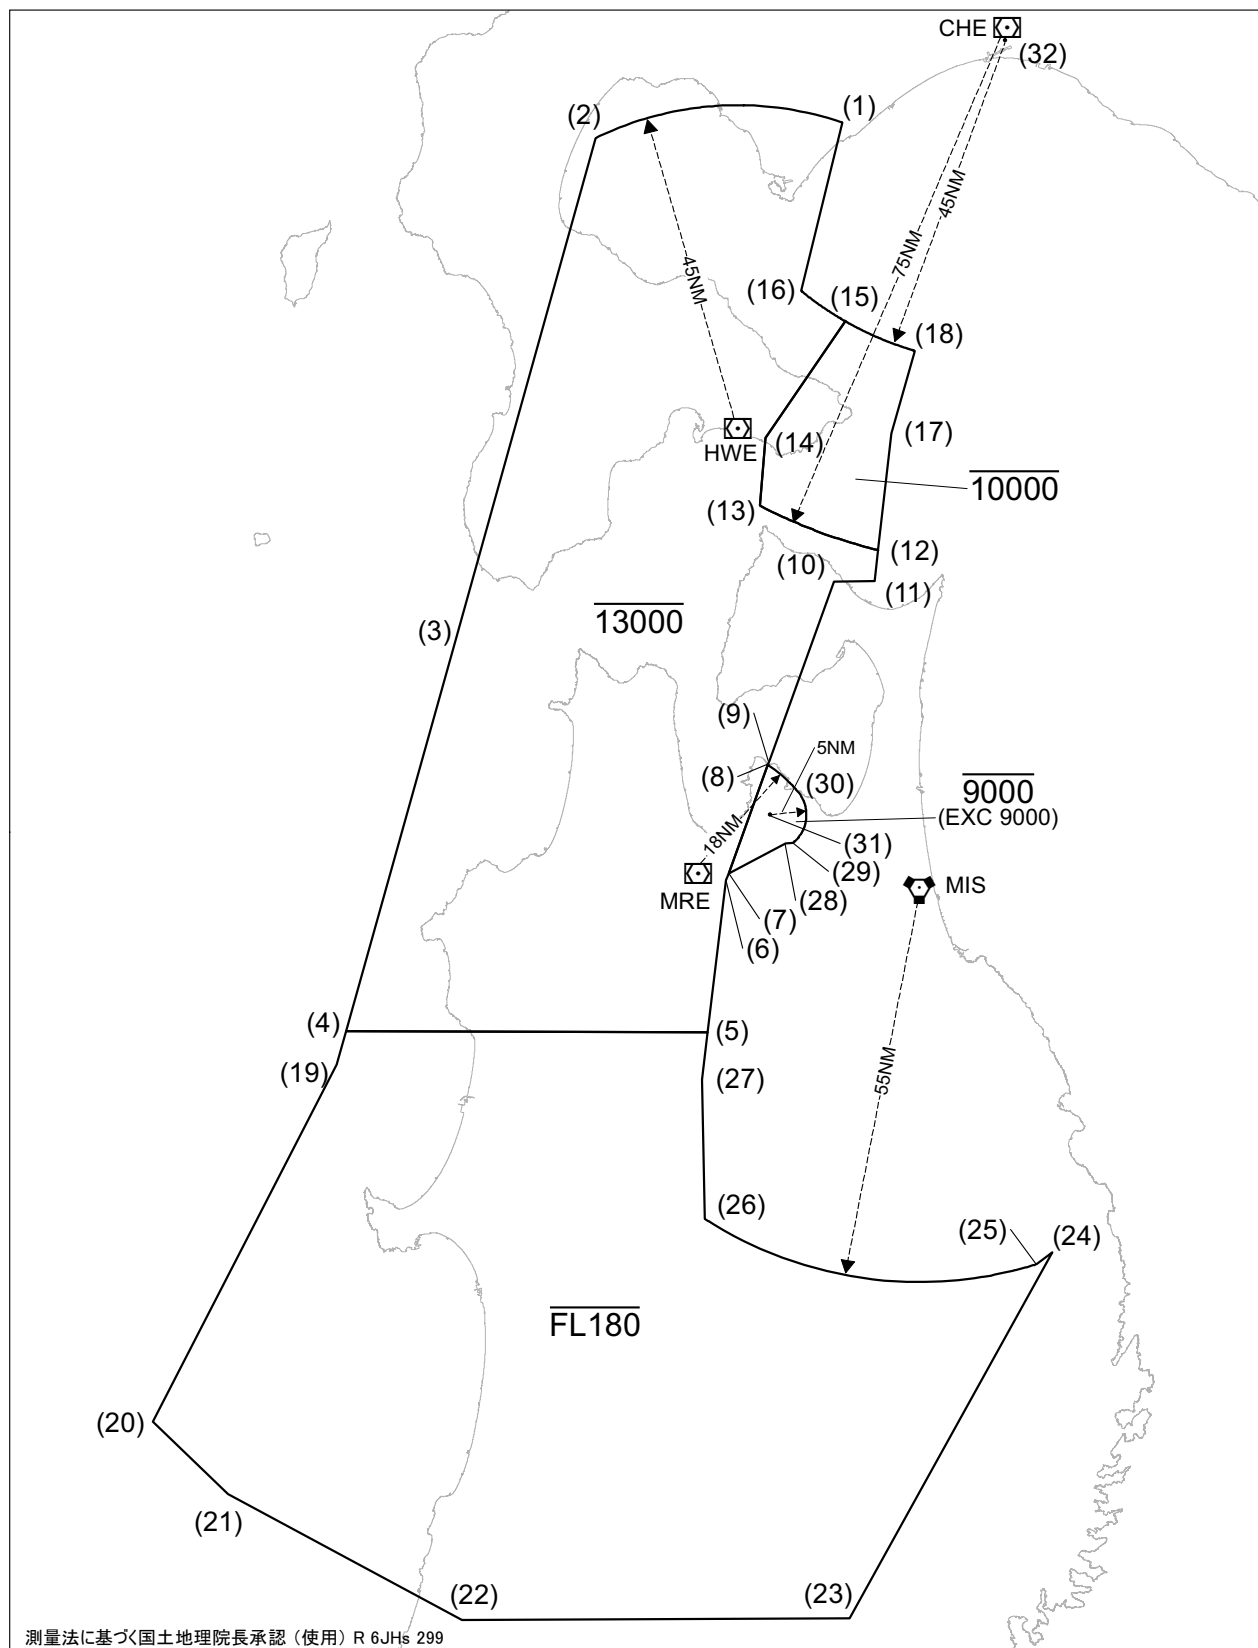 CHE
(32)
(1)
(2)
45NM
75NM
45NM
(16)
(15)
(18)
(17)
(14)
HWE
10000
(13)
(12)
(10)
(11)
13000
(3)
(9)
5NM
(8)
(30)
9000
(EXC 9000)
18NM
(31)
(29)
MRE
(28)
MIS
(7)
(6)
(4)
(5)
(19)
(27)
55NM
(26)
(25)
(24)
FL180
(20)
(21)
(22)
(23)
測量法に基づく国土地理院長承認（使用）R 6JHs 299